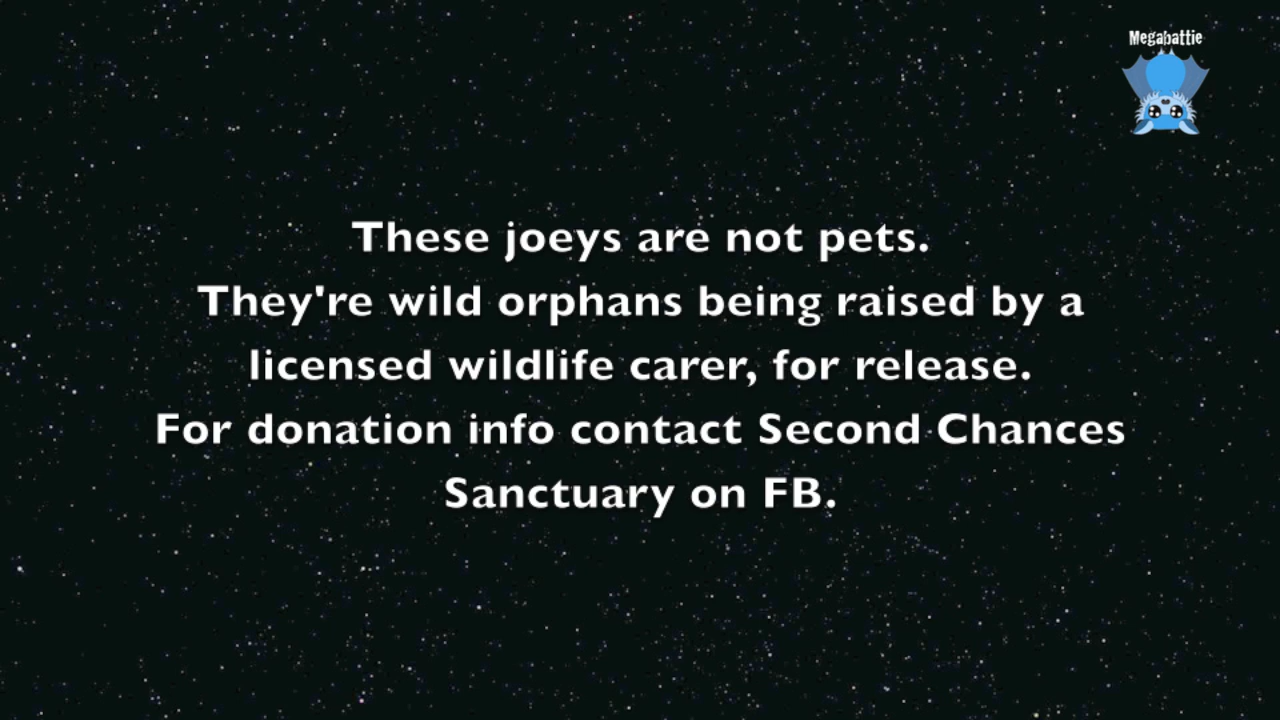 Megabattie
These joeys are not pets.
They're wild orphans being raised by a
licensed wildlife carer, for release.
For donation info contact Second Chances
Sanctuary on FB.